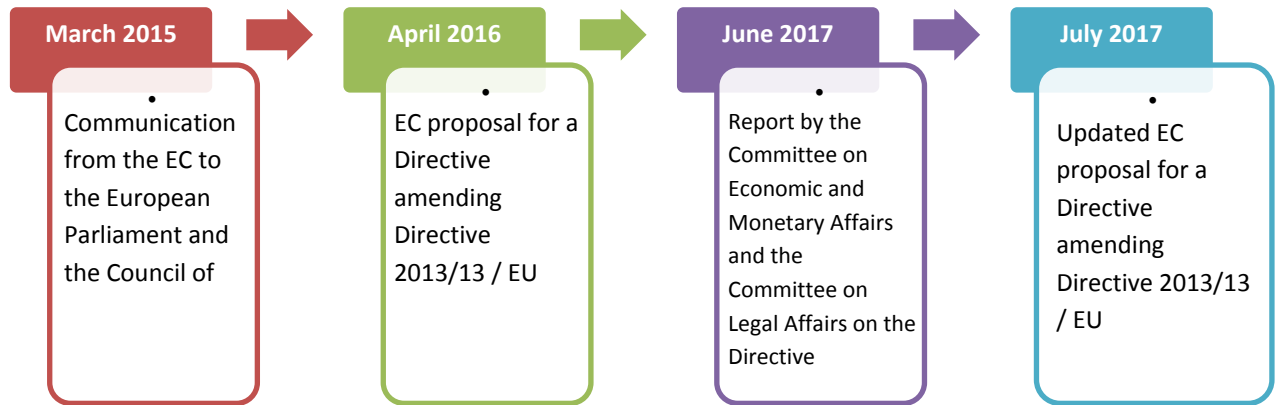 March 2015
•
Communication
from the EC to
the European
Parliament and
the Council of
April 2016
•
EC proposal for a
Directive
amending
Directive
2013/13 / EU
June 2017
•
Report by the
Committee on
Economic and
Monetary Affairs
and the
Committee on
Legal Affairs on the
Directive
July 2017
•
Updated EC
proposal for a
Directive
amending
Directive 2013/13
/ EU